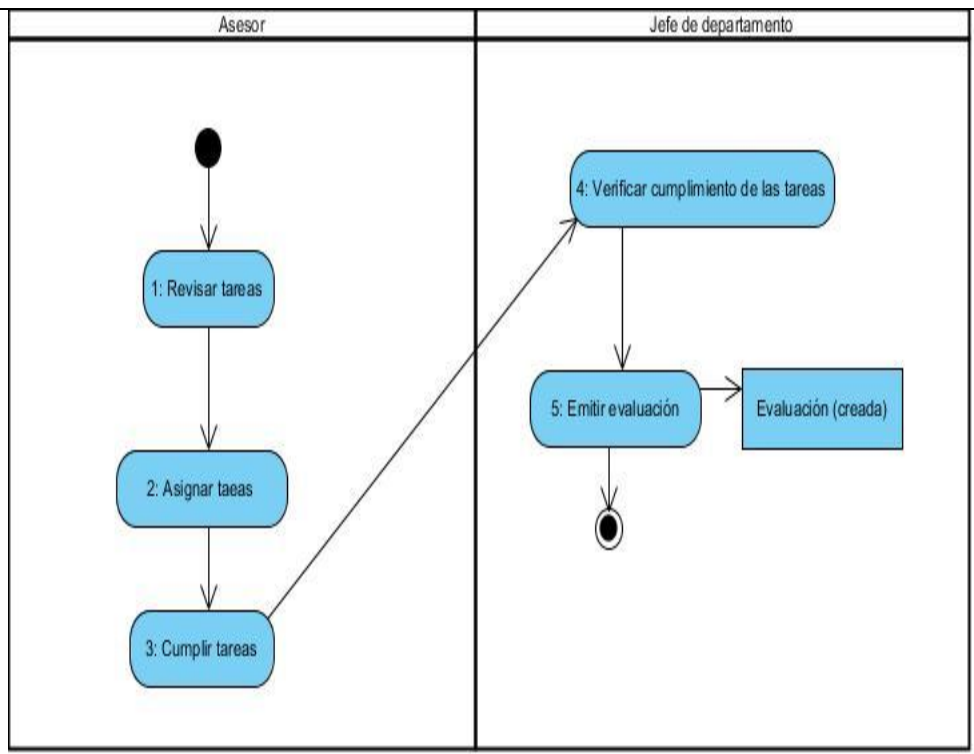 Asesor
Jefe de departamento
1: Revisar tareas
2: Asignar taeas
3: Cumplir tareas
4: Verificar cumplimiento de las tareas
5: Emitir evaluación
Evaluación (creada)